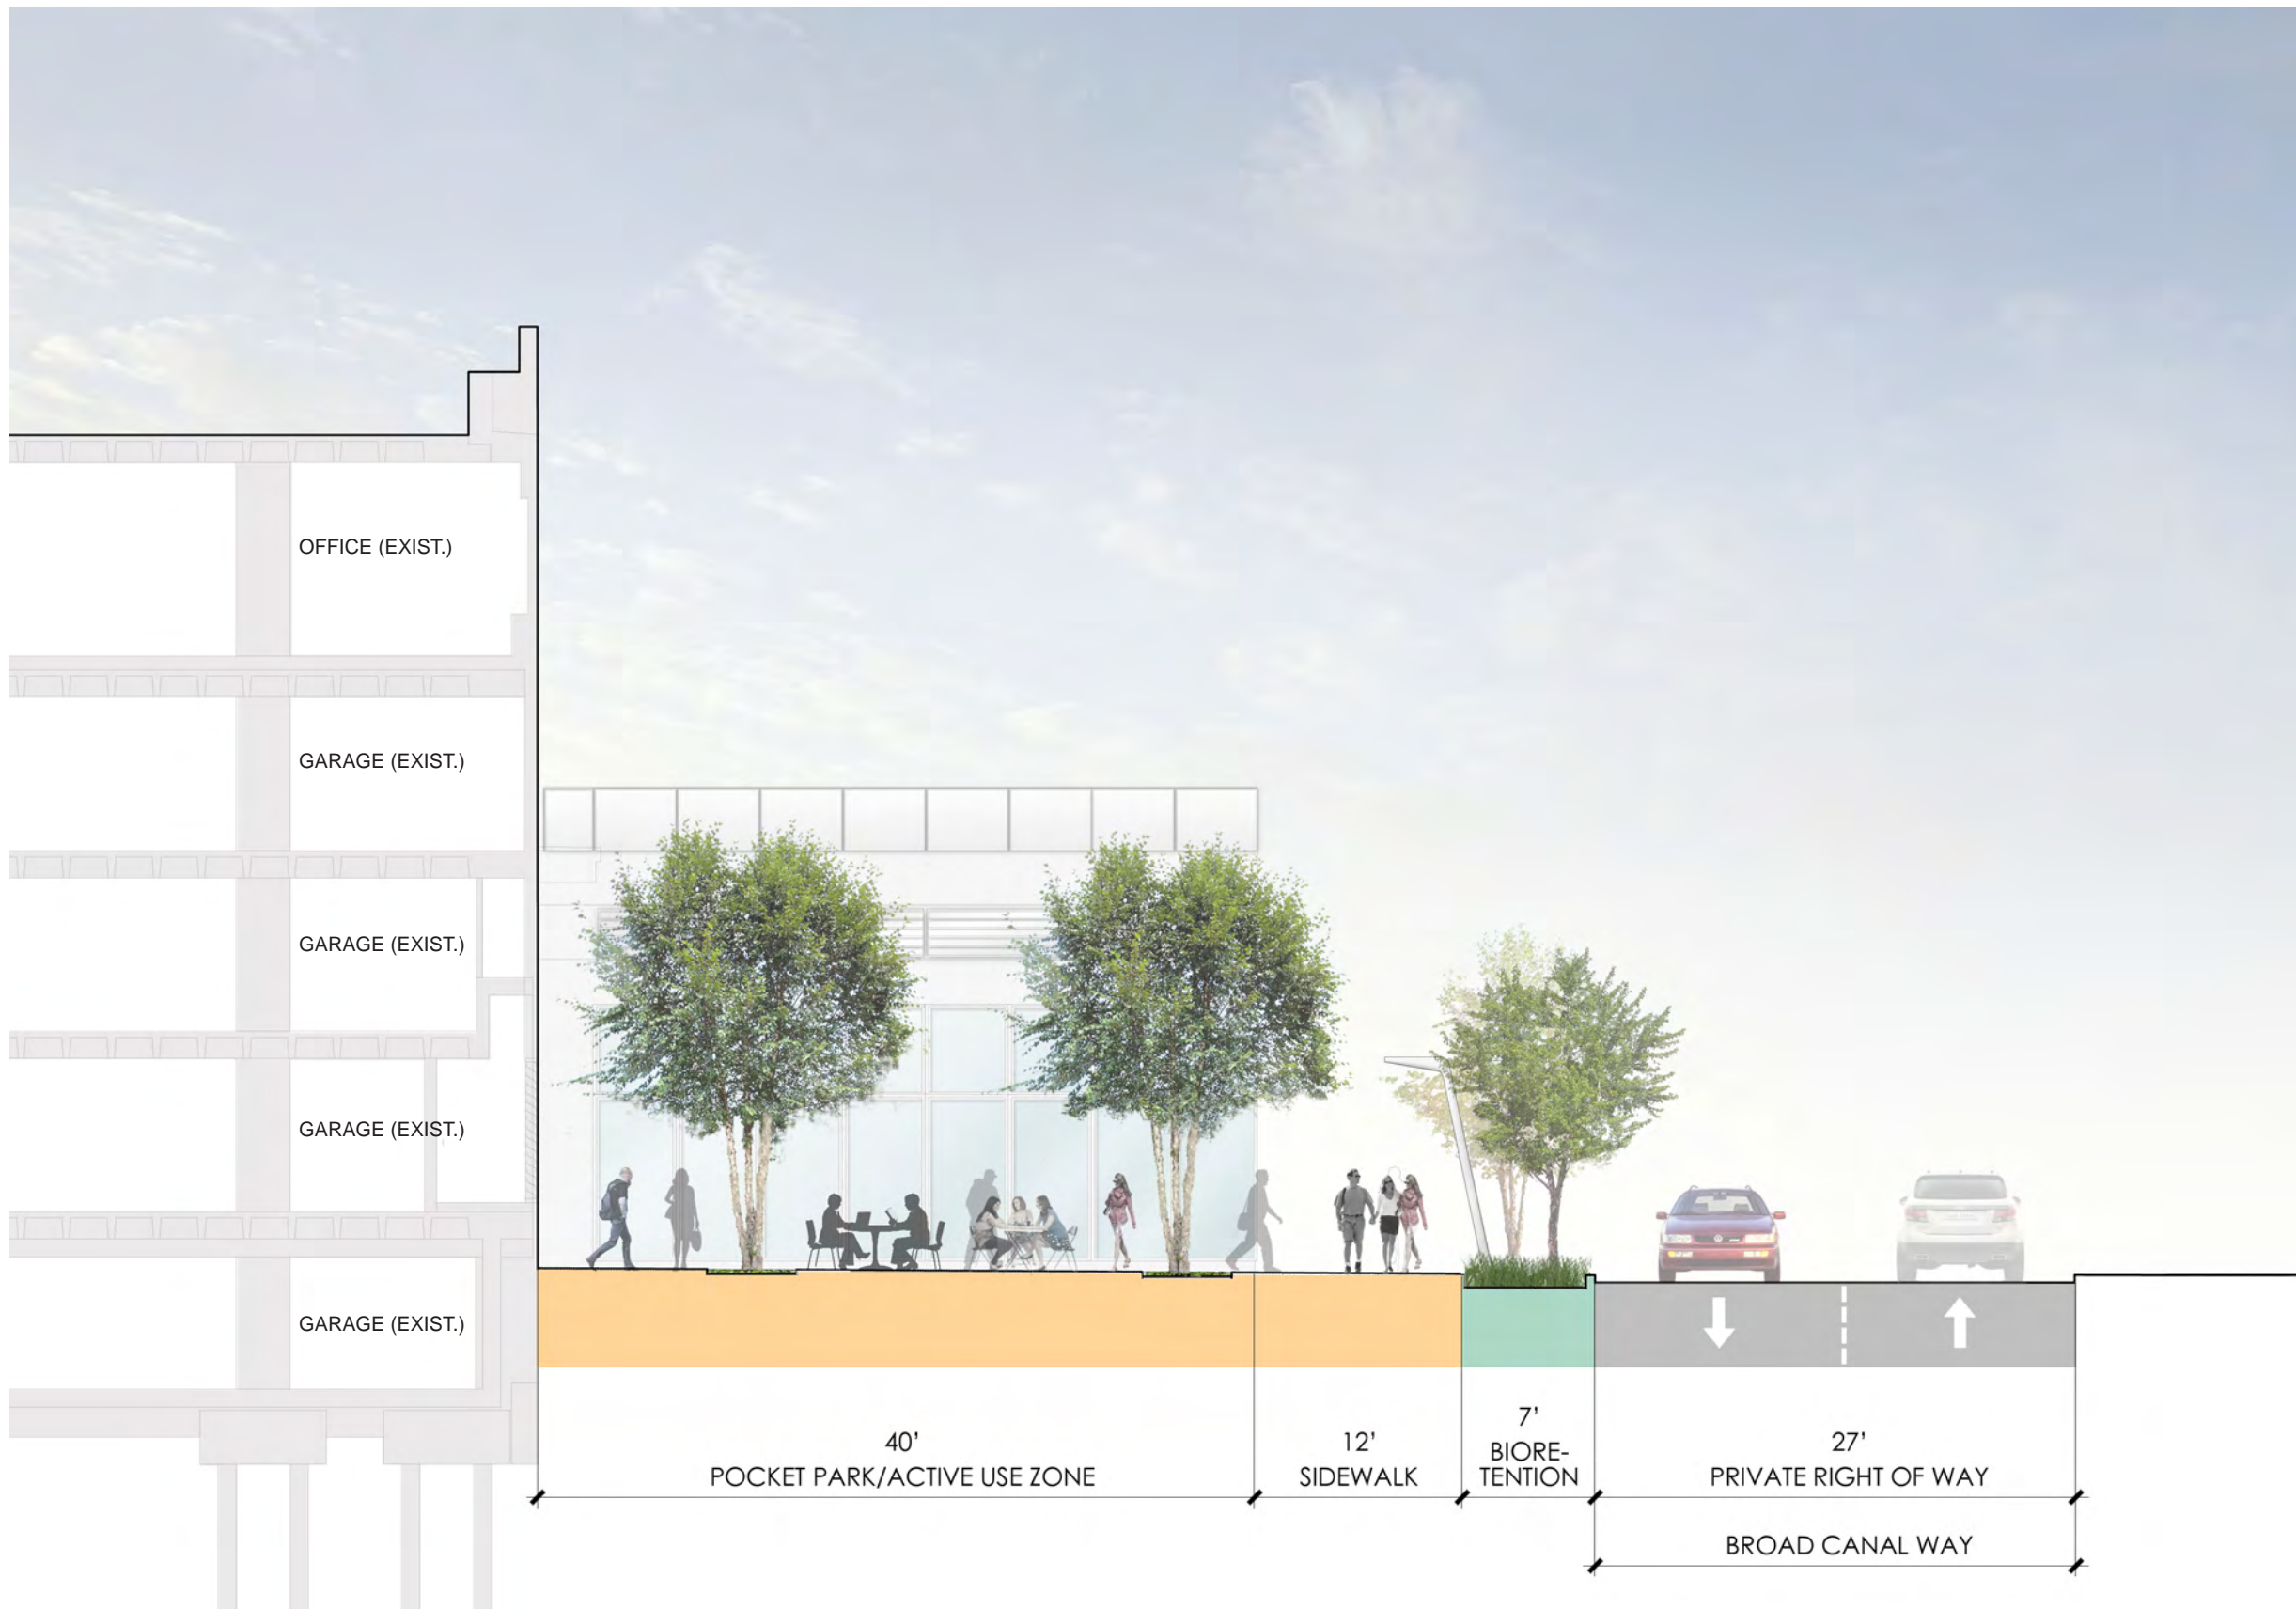 OFFICE (EXIST.)
GARAGE (EXIST.)
GARAGE (EXIST.)
GARAGE (EXIST.)
GARAGE (EXIST.)
40’
POCKET PARK/ACTIVE USE ZONE
12’
SIDEWALK
7’
BIORE-
TENTION
27’
PRIVATE RIGHT OF WAY
BROAD CANAL WAY